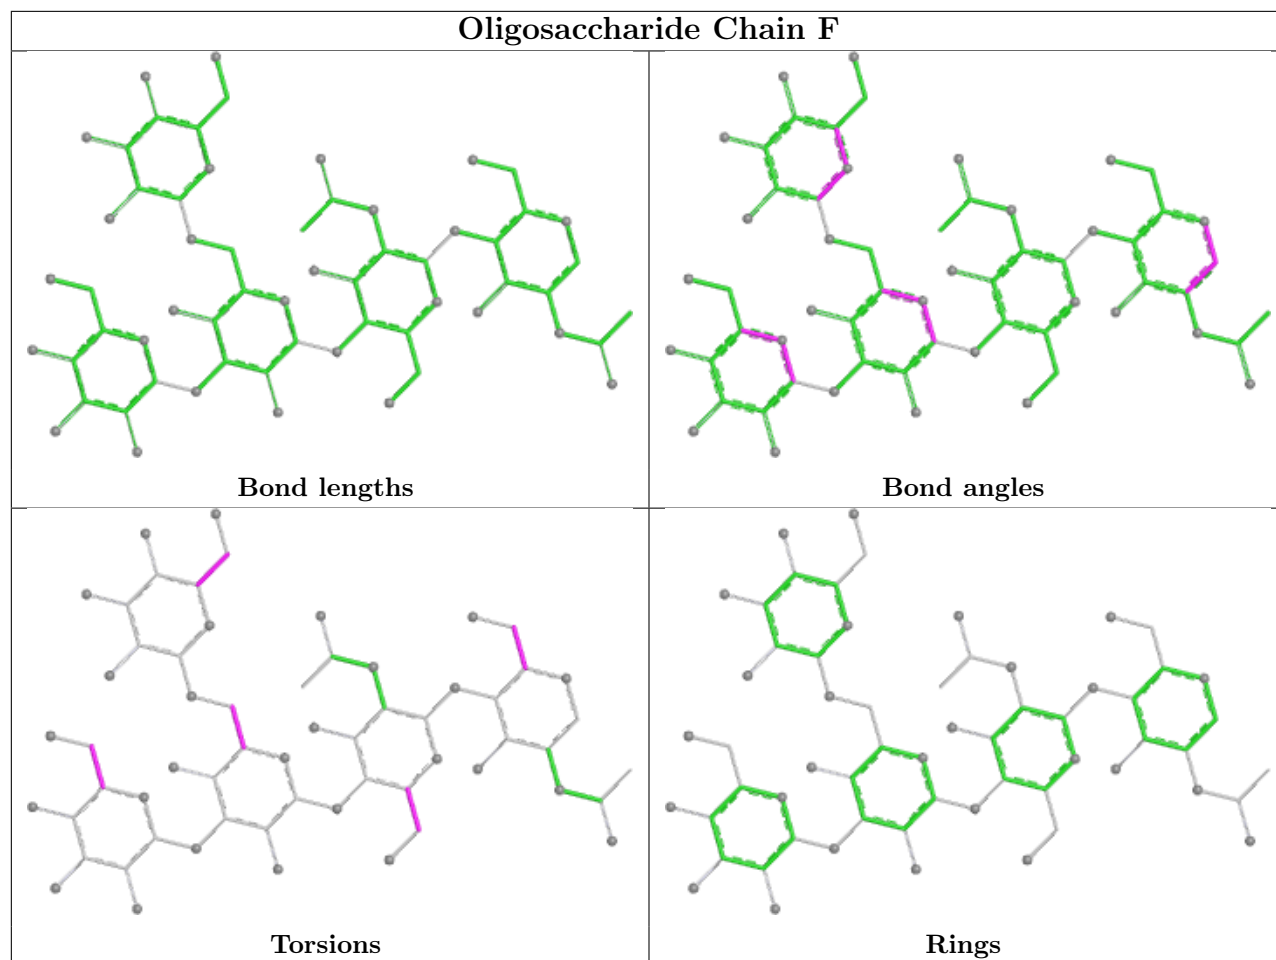 Oligosaccharide Chain F
Bond lengths
Bond angles
Torsions
Rings